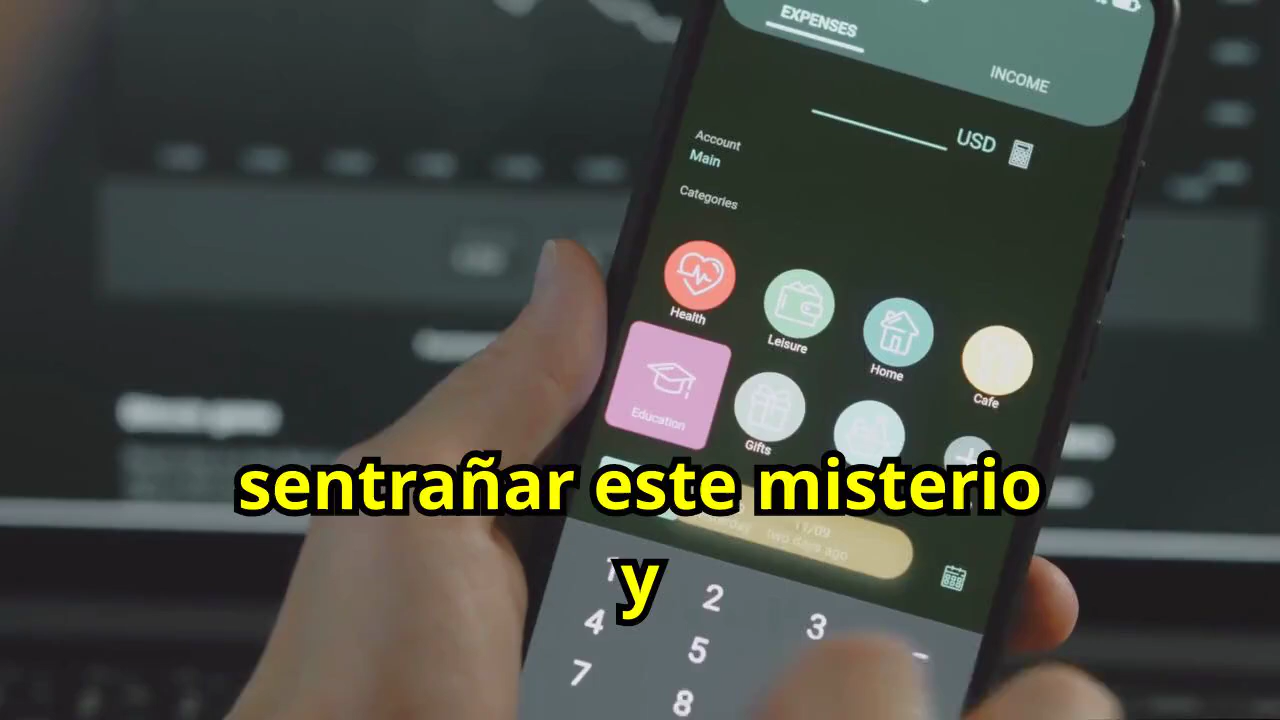 EXPENSES
INCOME
USD
Account
Main
Categories
Health
Leisure
Home
Cafe
Education
Gifts
sentrañar este misterio
y
11/09
two days ago
1
2
3
4
5
7
8